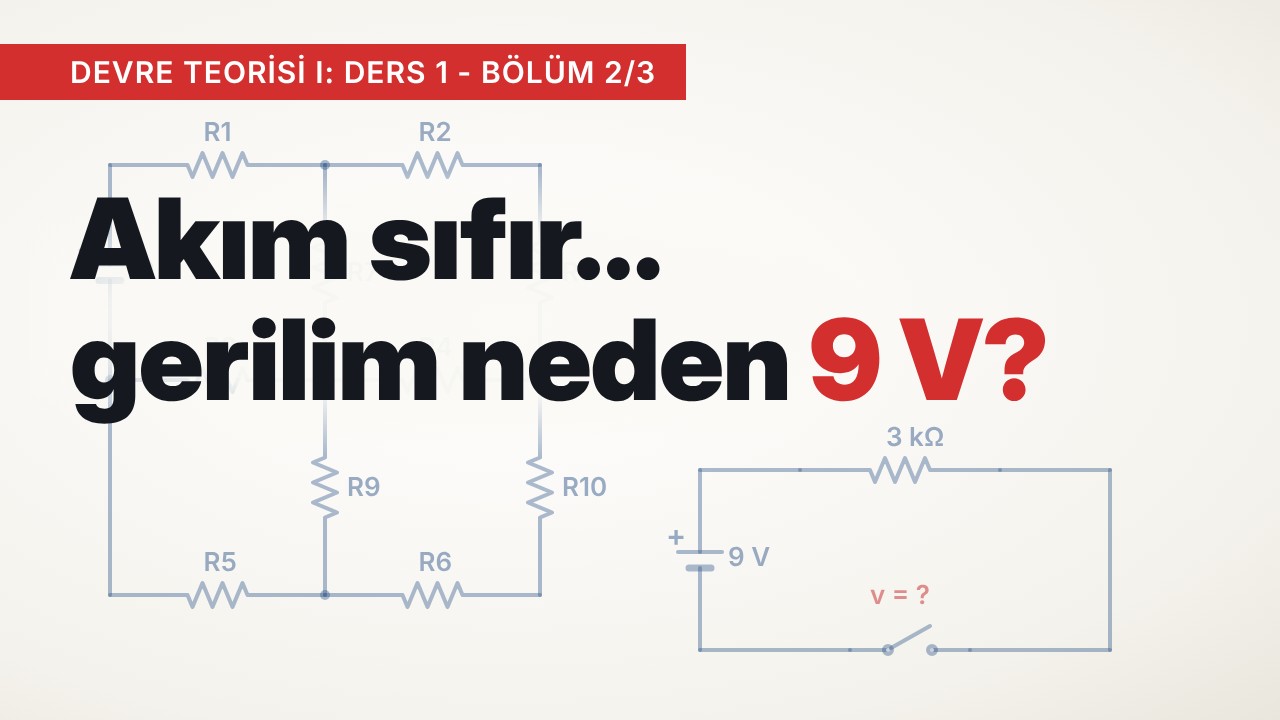 DEVRE TEORİSİ I: DERS 1 - BÖLÜM 2/3
R1
R2
Akım sıfır...
gerilim neden 9 V?
3 kΩ
R9
R10
+
9 V
R5
R6
v = ?